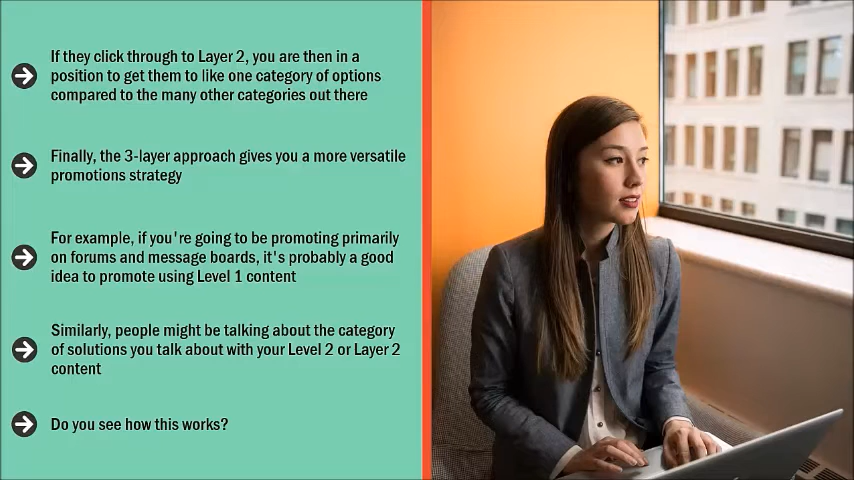 If they click through to Layer 2, you are then in a
position to get them to like one category of options
compared to the many other categories out there
Finally, the 3-layer approach gives you a more versatile
promotions strategy
For example, if you're going to be promoting primarily
on forums and message boards, it's probably a good
idea to promote using Level 1 content
Similarly, people might be talking about the category
of solutions you talk about with your Level 2 or Layer 2
content
Do you see how this works?